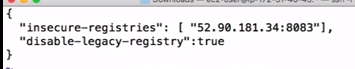 {
"insecure-registries": [ "52.90.181.34:8083"],
"disable-legacy-registry":true
}